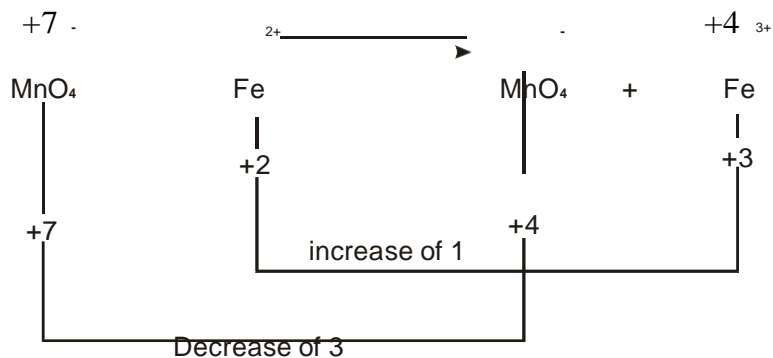 +7 - 2+ - +4 3+
MnO₄ Fe MnO₄ + Fe
+2 +3
+7 +4
increase of 1
Decrease of 3